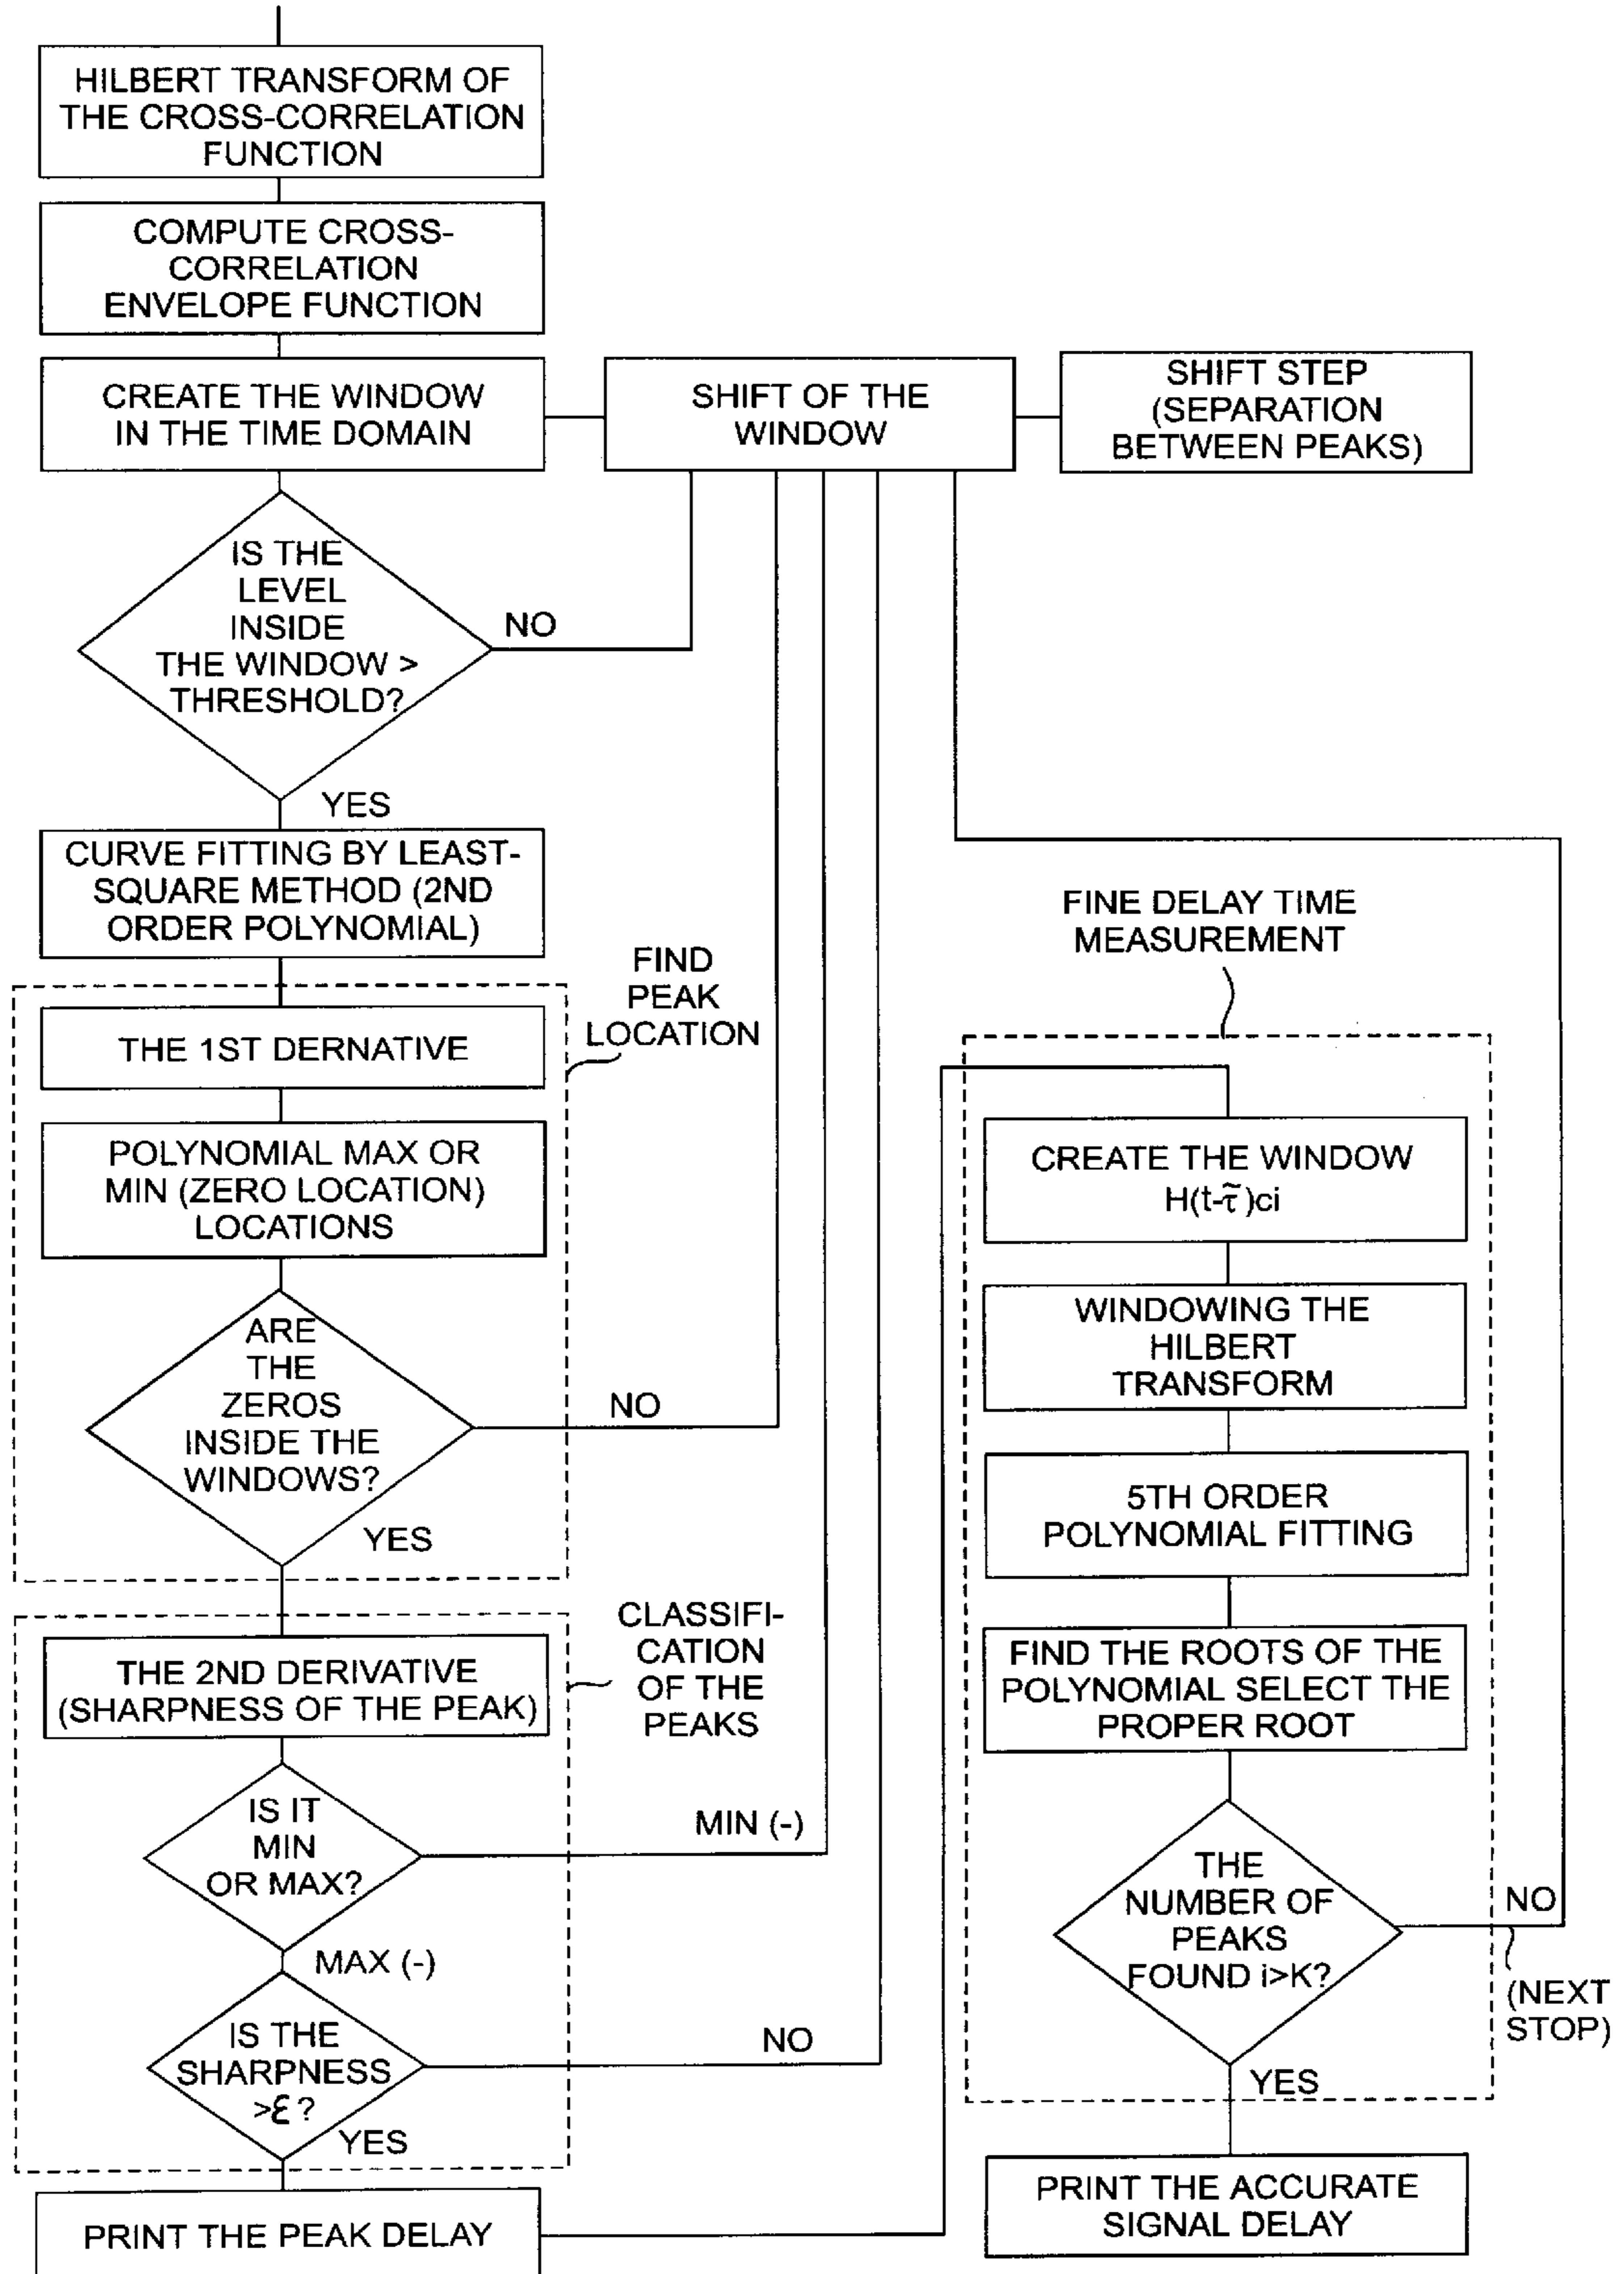 HILBERT TRANSFORM OF
THE CROSS-CORRELATION
FUNCTION
COMPUTE CROSS-
CORRELATION
ENVELOPE FUNCTION
CREATE THE WINDOW
IN THE TIME DOMAIN
SHIFT OF THE
WINDOW
SHIFT STEP
(SEPARATION
BETWEEN PEAKS)
IS THE
LEVEL
INSIDE
THE WINDOW >
THRESHOLD?
NO
YES
CURVE FITTING BY LEAST-
SQUARE METHOD (2ND
ORDER POLYNOMIAL)
FIND
PEAK
LOCATION
THE 1ST DERNATIVE
POLYNOMIAL MAX OR
MIN (ZERO LOCATION)
LOCATIONS
ARE
THE
ZEROS
INSIDE THE
WINDOWS?
NO
YES
CLASSIFI-
CATION
OF THE
PEAKS
THE 2ND DERIVATIVE
(SHARPNESS OF THE PEAK)
IS IT
MIN
OR MAX?
MIN (-)
MAX (-)
IS THE
SHARPNESS
>ε?
NO
YES
PRINT THE PEAK DELAY
FINE DELAY TIME
MEASUREMENT
CREATE THE WINDOW
H(t-τ̃)ci
WINDOWING THE
HILBERT
TRANSFORM
5TH ORDER
POLYNOMIAL FITTING
FIND THE ROOTS OF THE
POLYNOMIAL SELECT THE
PROPER ROOT
THE
NUMBER OF
PEAKS
FOUND i>K?
NO
(NEXT
STOP)
YES
PRINT THE ACCURATE
SIGNAL DELAY